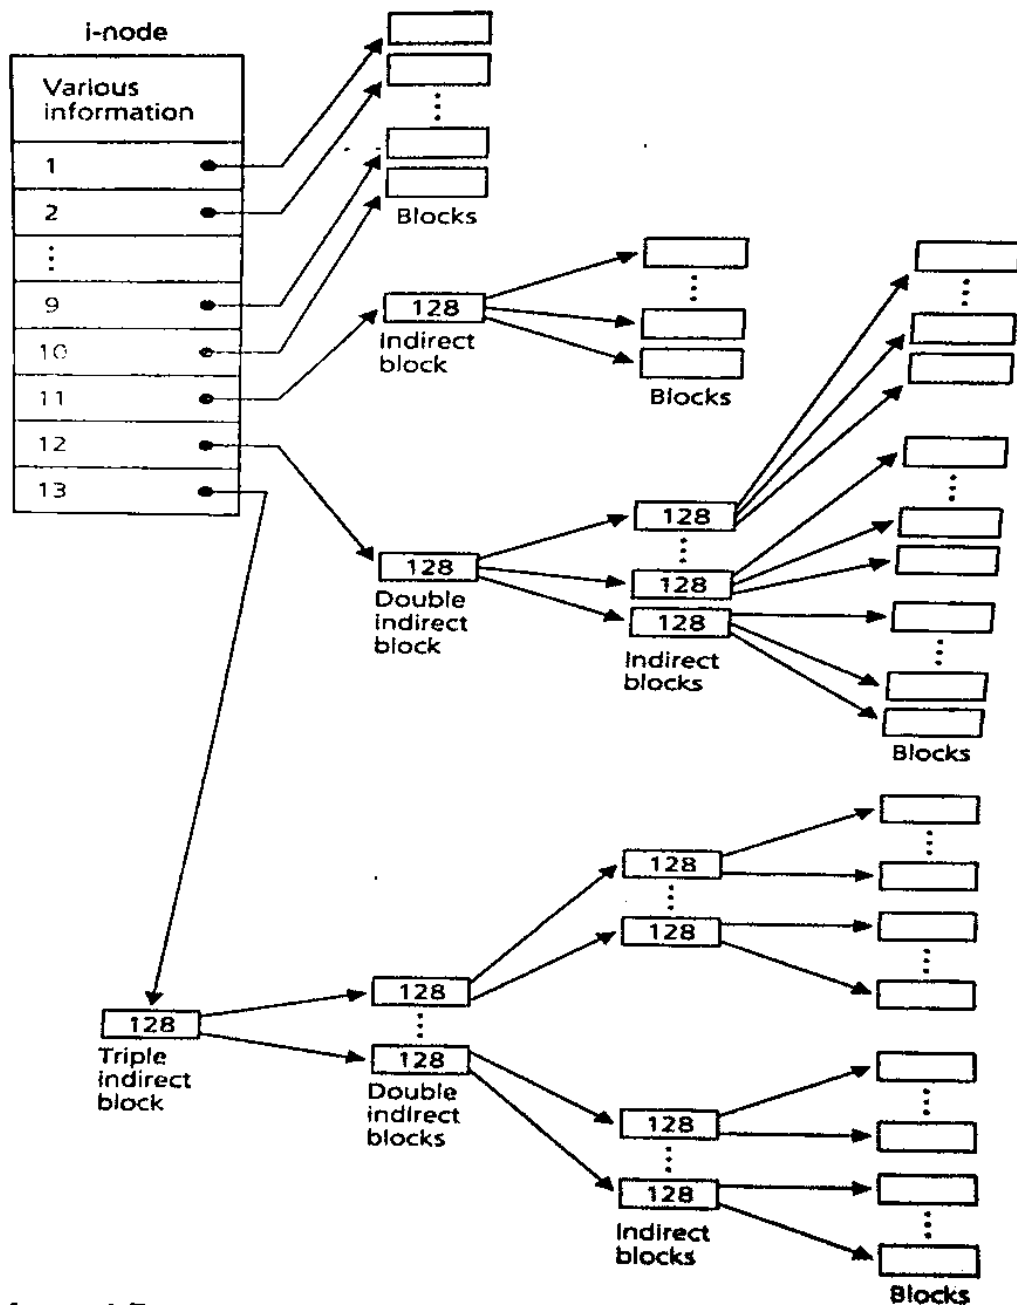 i-node
Various
information
1
2
9
10
11
12
13
Blocks
128
Indirect
block
Blocks
128
Double
indirect
block
128
128
128
Indirect
blocks
Blocks
128
Triple
indirect
block
128
128
Double
indirect
blocks
128
128
128
128
Indirect
blocks
Blocks